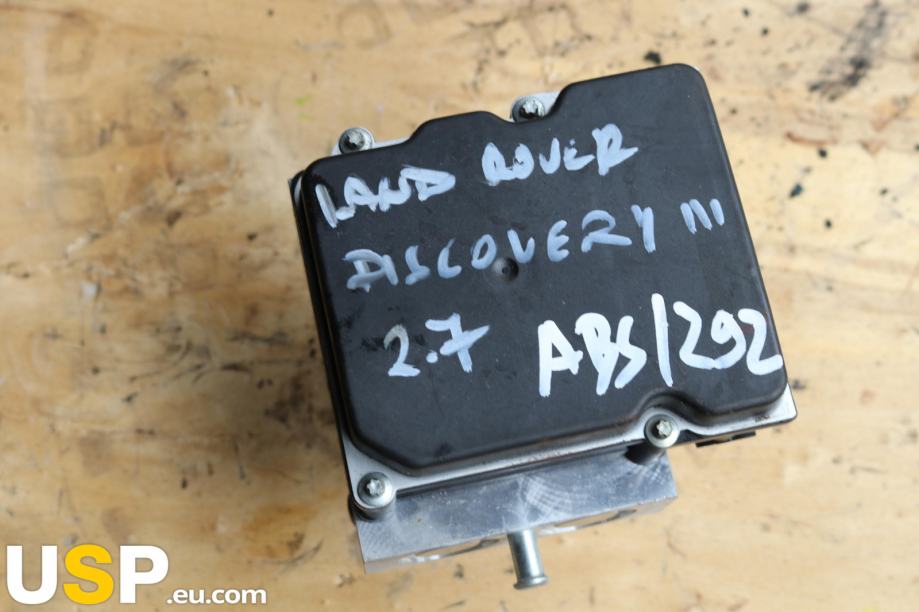 LAND ROVER
DISCOVERY III
2.7 ABS/292
USP.eu.com